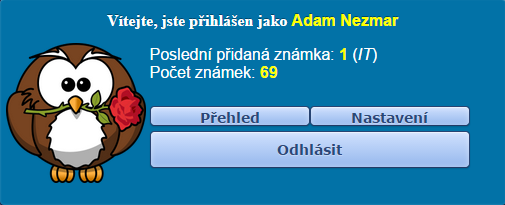 Vítejte, jste přihlášen jako Adam Nezmar
Poslední přidaná známka: 1 (IT)
Počet známek: 69
Přehled Nastavení
Odhlásit